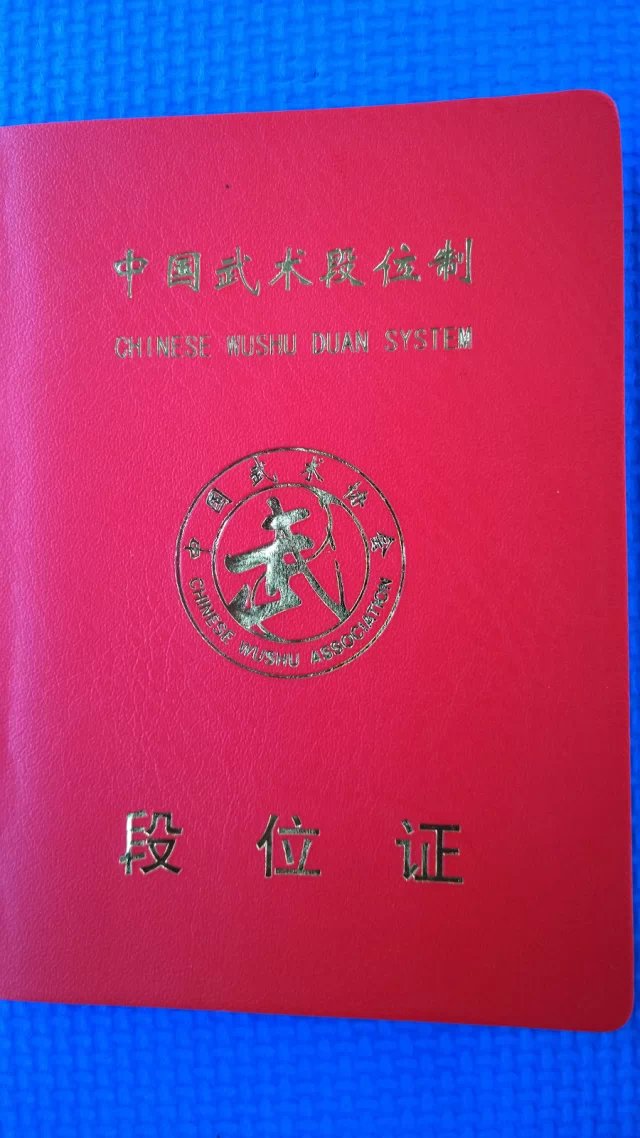 中国武术段位制
CHINESE WUSHU DUAN SYSTEM
中国武术协会
武
CHINESE WUSHU ASSOCIATION
段位证